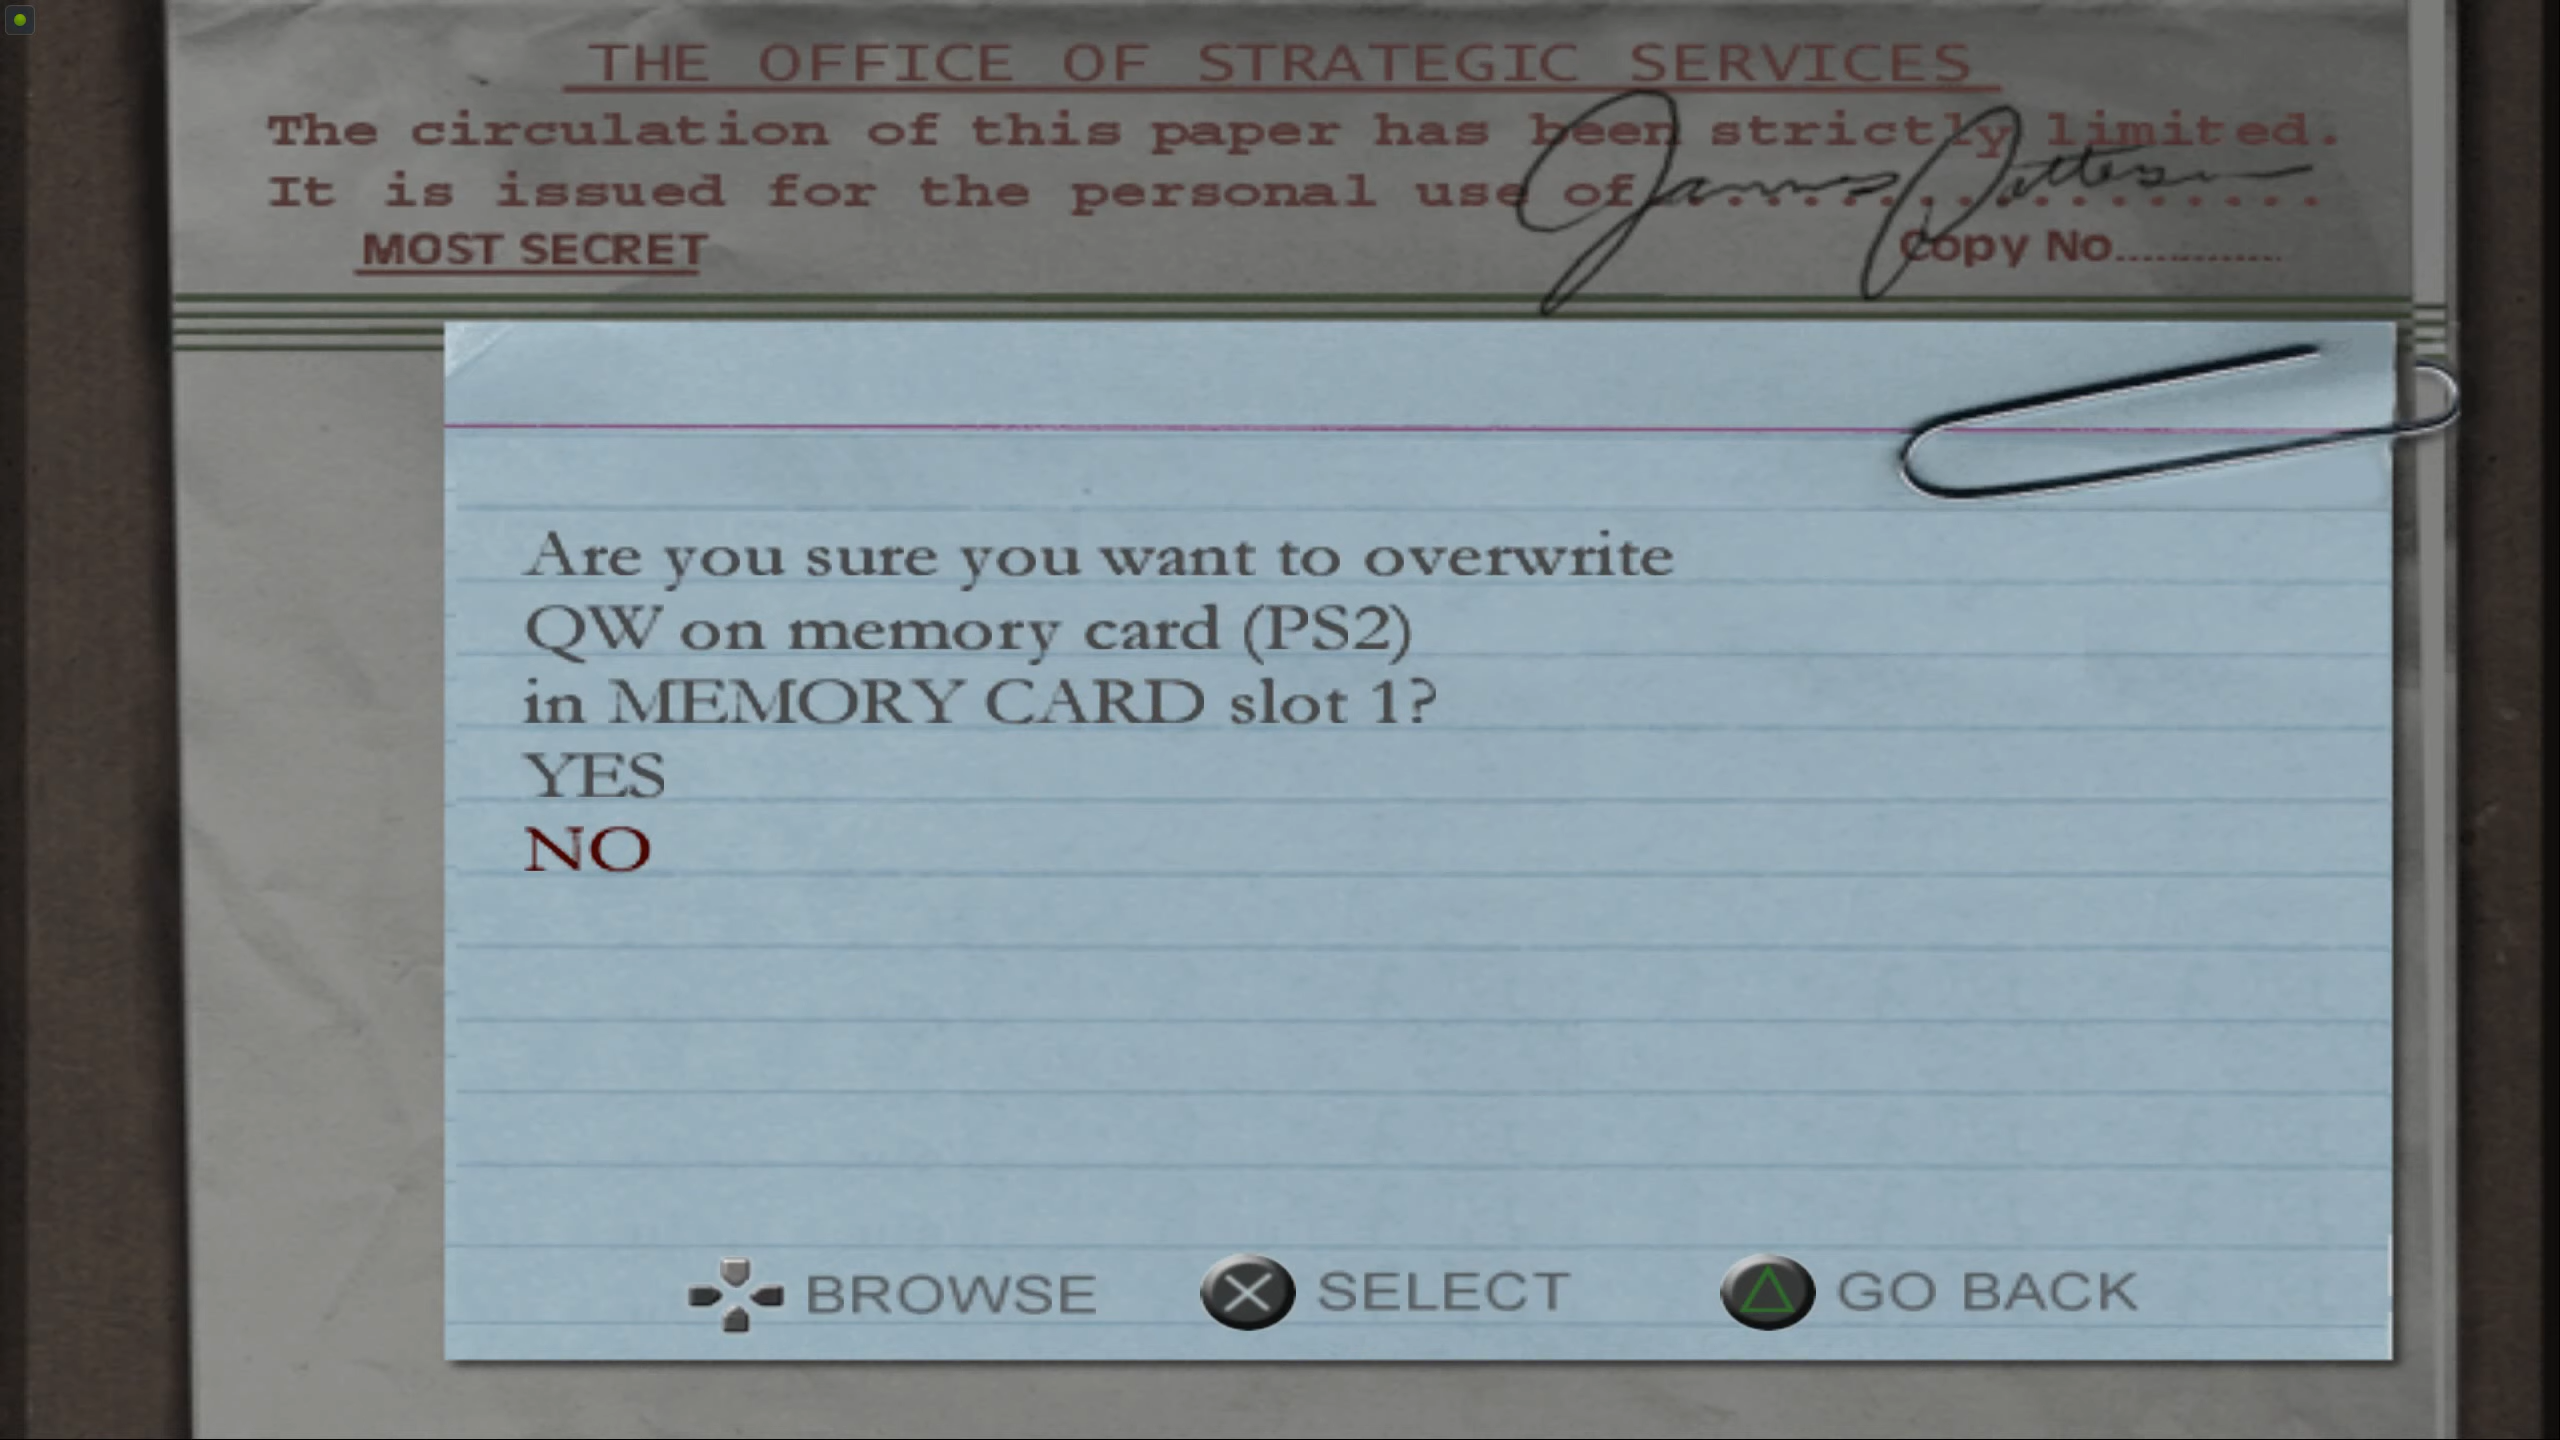 THE OFFICE OF STRATEGIC SERVICES
The circulation of this paper has been strictly limited.
It is issued for the personal use of ..................
James Patterson
MOST SECRET
Copy No.............
Are you sure you want to overwrite
QW on memory card (PS2)
in MEMORY CARD slot 1?
YES
NO
BROWSE SELECT GO BACK